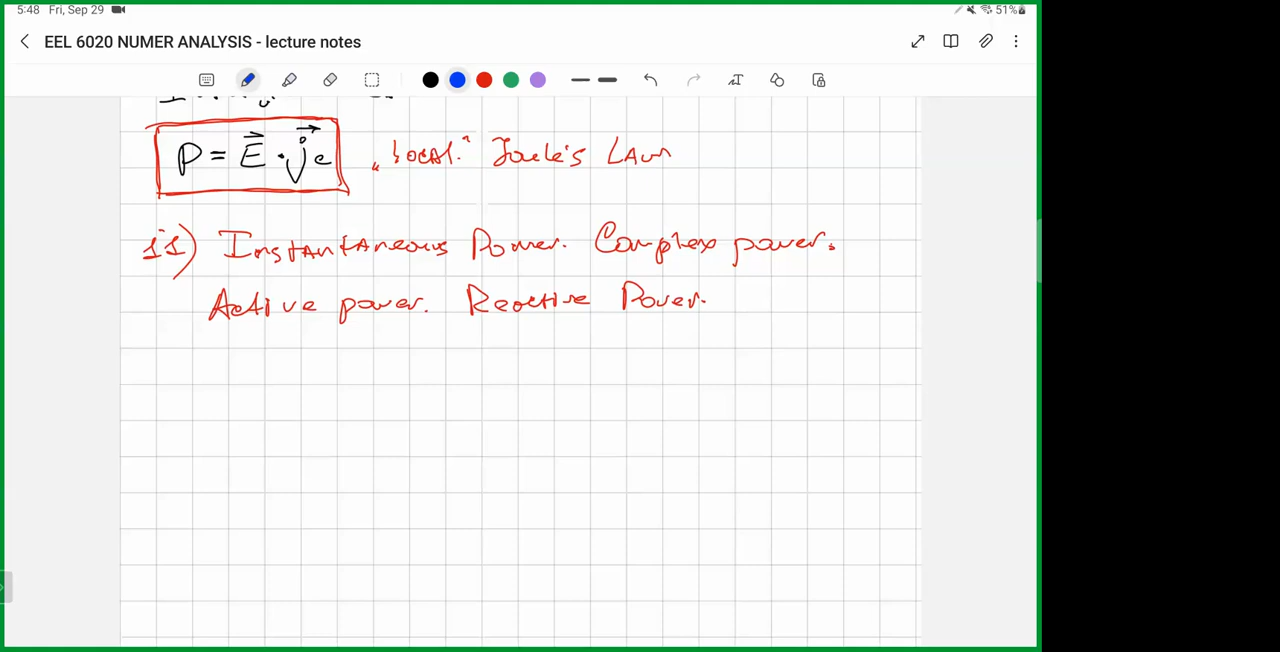 5:48 Fri, Sep 29 51%
EEL 6020 NUMER ANALYSIS - lecture notes
P = E⃗ · j⃗e „Local" Joule's Law
ii) Instantaneous Power. Complex power.
Active power. Reactive Power.